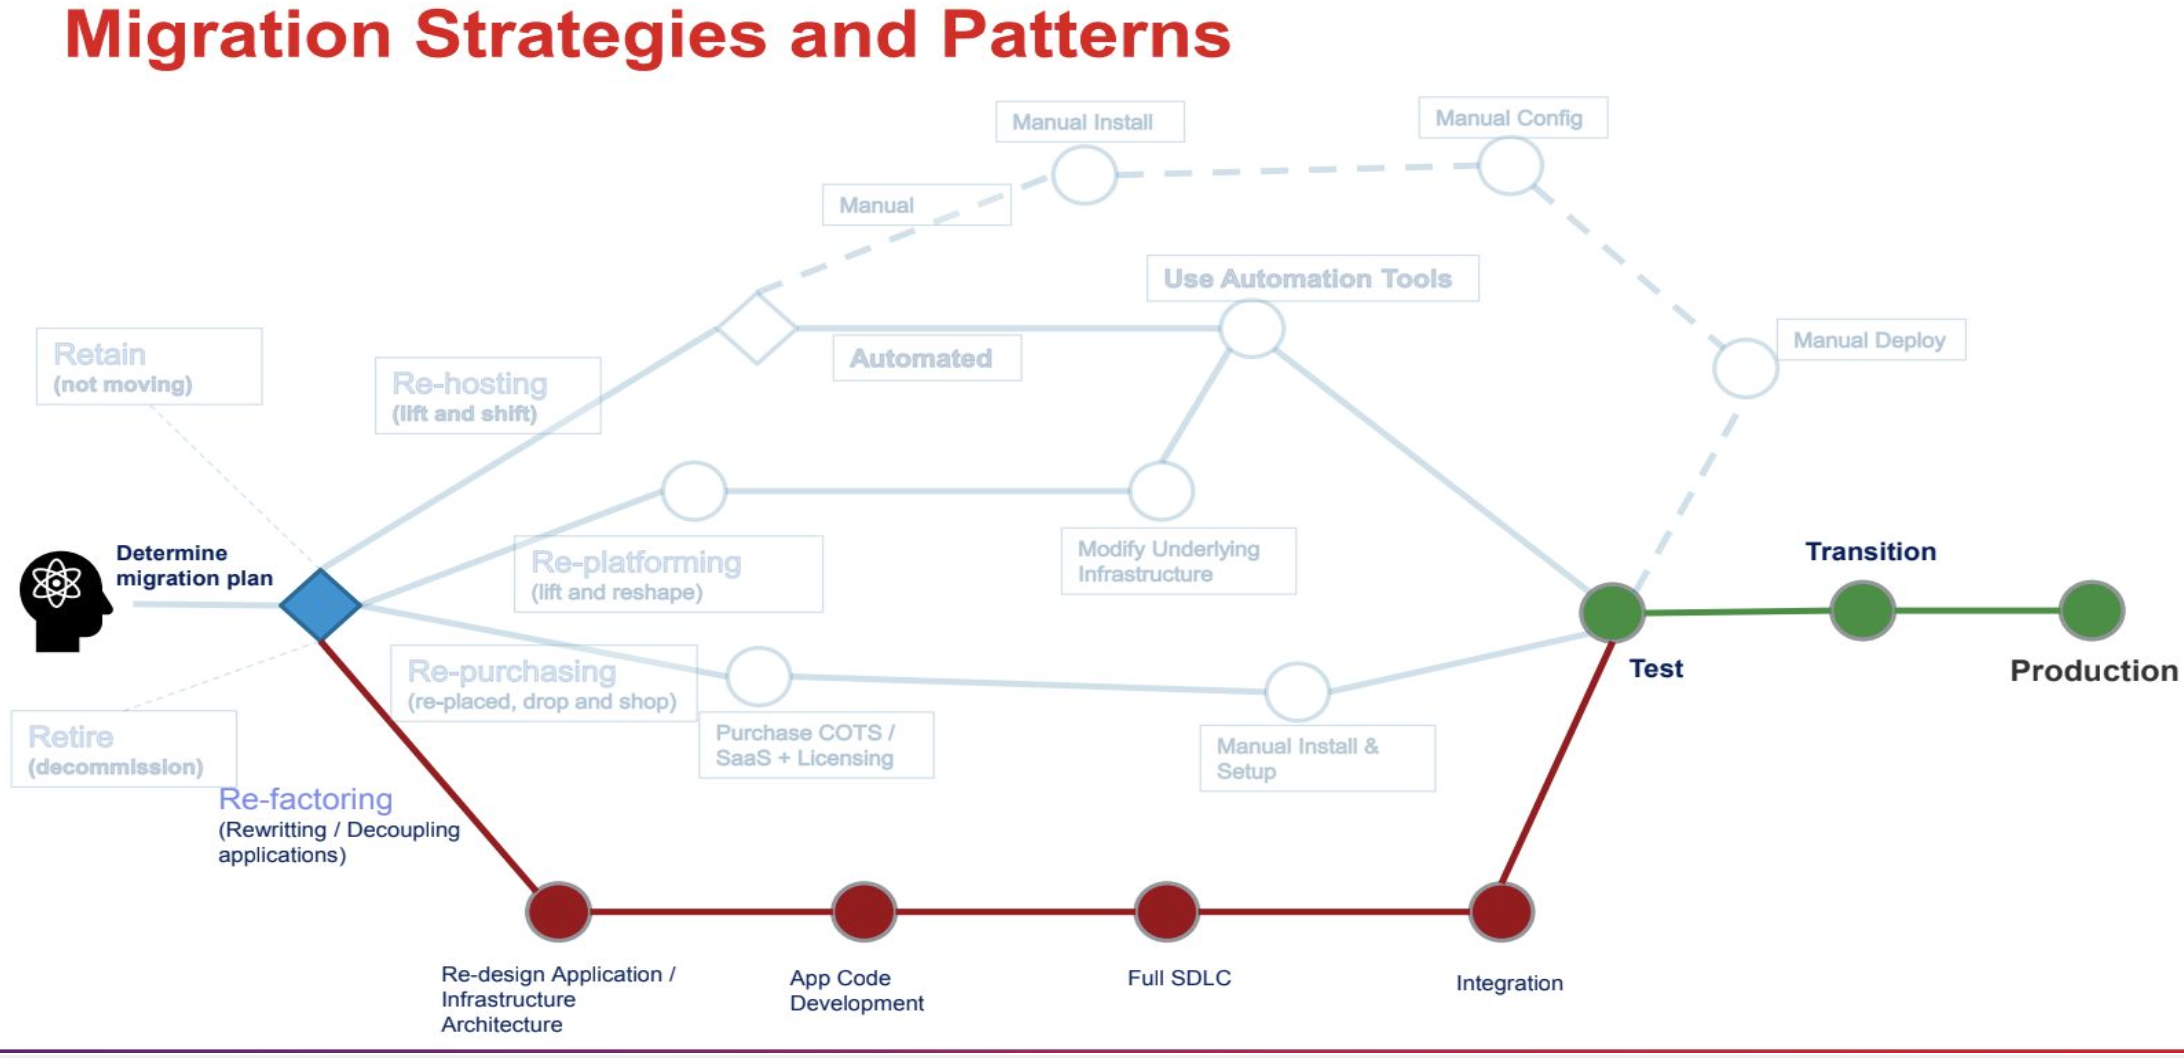 Migration Strategies and Patterns
Manual Install
Manual Config
Manual
Use Automation Tools
Manual Deploy
Automated
Retain
(not moving)
Re-hosting
(lift and shift)
Determine
migration plan
Re-platforming
(lift and reshape)
Modify Underlying
Infrastructure
Transition
Test
Production
Re-purchasing
(re-placed, drop and shop)
Purchase COTS /
SaaS + Licensing
Manual Install &
Setup
Retire
(decommission)
Re-factoring
(Rewritting / Decoupling
applications)
Re-design Application /
Infrastructure
Architecture
App Code
Development
Full SDLC
Integration